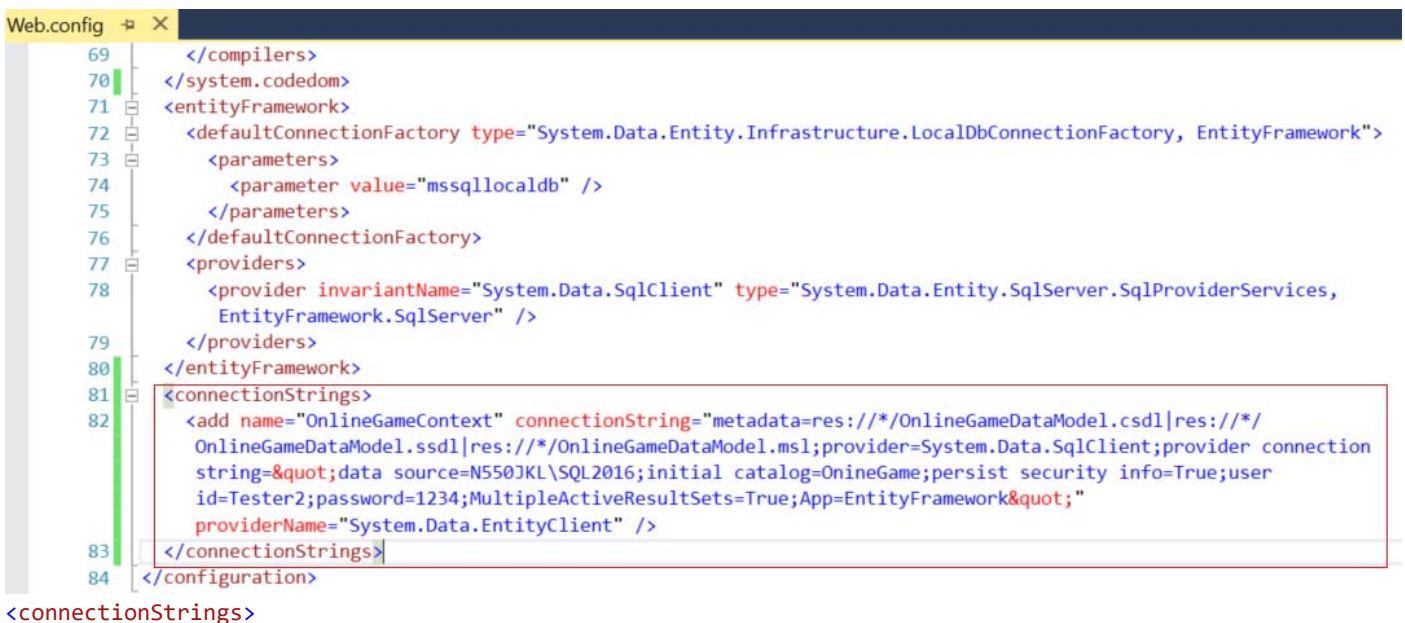 Web.config
69 </compilers>
70 </system.codedom>
71 <entityFramework>
72 <defaultConnectionFactory type="System.Data.Entity.Infrastructure.LocalDbConnectionFactory, EntityFramework">
73 <parameters>
74 <parameter value="mssqllocaldb" />
75 </parameters>
76 </defaultConnectionFactory>
77 <providers>
78 <provider invariantName="System.Data.SqlClient" type="System.Data.Entity.SqlServer.SqlProviderServices,
EntityFramework.SqlServer" />
79 </providers>
80 </entityFramework>
81 <connectionStrings>
82 <add name="OnlineGameContext" connectionString="metadata=res://*/OnlineGameDataModel.csdl|res://*/
OnlineGameDataModel.ssdl|res://*/OnlineGameDataModel.msl;provider=System.Data.SqlClient;provider connection
string=&quot;data source=N550JKL\SQL2016;initial catalog=OnineGame;persist security info=True;user
id=Tester2;password=1234;MultipleActiveResultSets=True;App=EntityFramework&quot;"
providerName="System.Data.EntityClient" />
83 </connectionStrings>
84 </configuration>
<connectionStrings>